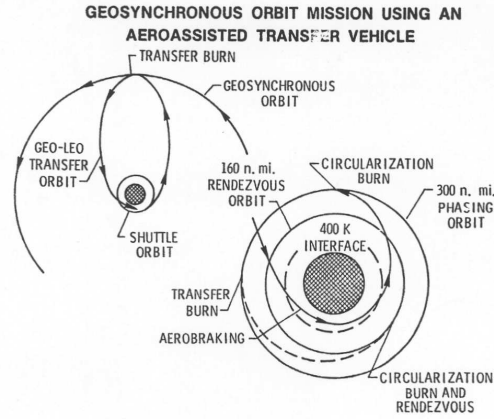 GEOSYNCHRONOUS ORBIT MISSION USING AN
AEROASSISTED TRANSFER VEHICLE
TRANSFER BURN
GEOSYNCHRONOUS
ORBIT
GEO-LEO
TRANSFER
ORBIT
SHUTTLE
ORBIT
160 n. mi.
RENDEZVOUS
ORBIT
CIRCULARIZATION
BURN
300 n. mi.
PHASING
ORBIT
400 K
INTERFACE
TRANSFER
BURN
AEROBRAKING
CIRCULARIZATION
BURN AND
RENDEZVOUS